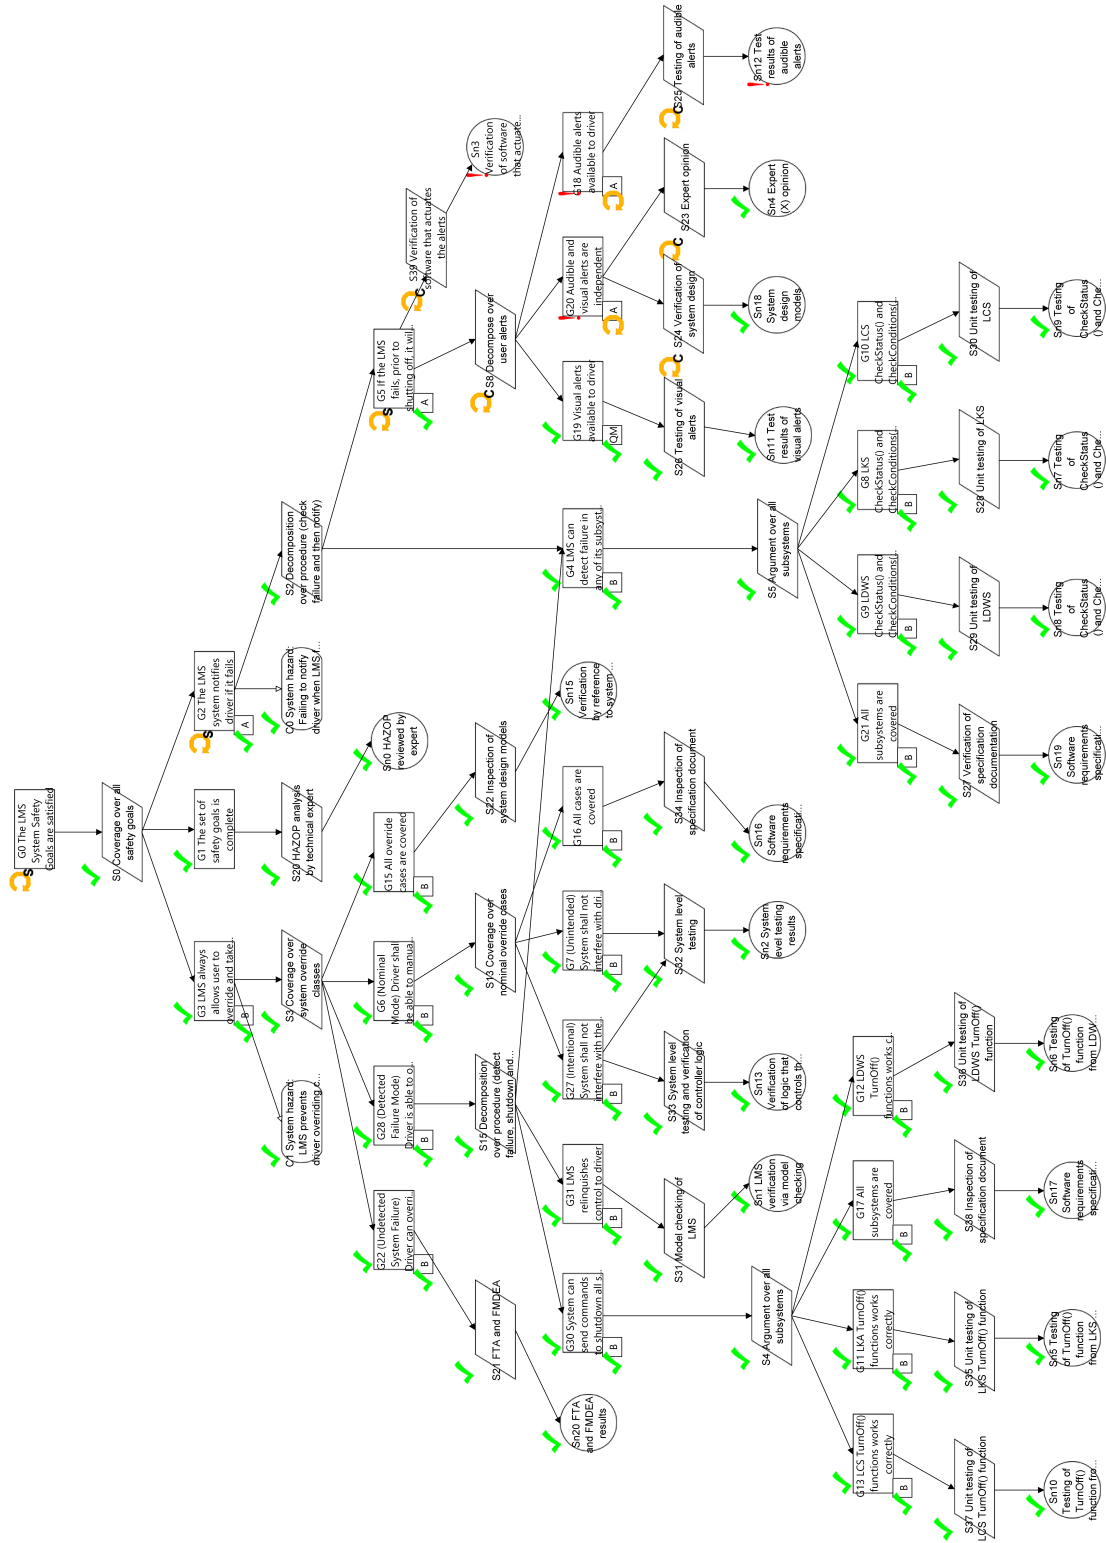 G0 The LMS
System Safety
Goals are satisfied
S
S0 Coverage over all
safety goals
G3 LMS always
allows user to
override and take...
B
G1 The set of
safety goals is
complete
G2 The LMS
system notifies
driver if it fails
A
S
C1 System hazard:
LMS prevents
driver overriding c...
S3 Coverage over
system override
classes
S20 HAZOP analysis
by technical expert
C0 System hazard:
Failing to notify
driver when LMS f...
S2 Decomposition
over procedure (check
failure and then notify)
G22 (Undetected
System Failure)
Driver can overri...
B
G28 (Detected
Failure Mode)
Driver is able to o...
B
G6 (Nominal
Mode) Driver shall
be able to manual...
B
G15 All override
cases are covered
B
Sn0 HAZOP
reviewed by
expert
G5 If the LMS
fails, prior to
shutting off, it will...
A
S
S39 Verification of
software that actuates
the alerts
C
Sn3
Verification
of software
that actuate...
S21 FTA and FMDEA
S15 Decomposition
over procedure (detect
failure, shutdown and...
S13 Coverage over
nominal override cases
S22 Inspection of
system design models
S8 Decompose over
user alerts
C
Sn20 FTA
and FMDEA
results
G30 System can
send commands
to shutdown all s...
B
G31 LMS
relinquishes
control to driver
B
G27 (Intentional)
System shall not
interfere with the...
B
G7 (Unintended)
System shall not
interfere with dri...
B
G16 All cases are
covered
B
Sn15
Verification
by reference
to system ...
G4 LMS can
detect failure in
any of its subsyst...
B
G19 Visual alerts
available to driver
QM
G20 Audible and
visual alerts are
independent
A
G18 Audible alerts
available to driver
A
S31 Model checking of
LMS
S33 System level
testing and verification
of controller logic
S32 System level
testing
S34 Inspection of
specification document
S26 Testing of visual
alerts
C
S24 Verification of
system design
C
S23 Expert opinion
S25 Testing of audible
alerts
C
S4 Argument over all
subsystems
Sn1 LMS
verification
via model
checking
Sn13
Verification
of logic that
controls th...
Sn2 System
level testing
results
Sn16
Software
requirements
specificati...
S5 Argument over all
subsystems
Sn11 Test
results of
visual alerts
Sn18
System
design
models
Sn4 Expert
(X) opinion
Sn12 Test
results of
audible
alerts
G13 LCS TurnOff()
functions works
correctly
B
G11 LKA TurnOff()
functions works
correctly
B
G17 All
subsystems are
covered
B
G12 LDWS
TurnOff()
functions works c...
B
G21 All
subsystems are
covered
B
G9 LDWS
CheckStatus() and
CheckConditions(...
B
G8 LKS
CheckStatus() and
CheckConditions(...
B
G10 LCS
CheckStatus() and
CheckConditions(...
B
S37 Unit testing of
LCS TurnOff() function
S35 Unit testing of
LKS TurnOff() function
S38 Inspection of
specification document
S36 Unit testing of
LDWS TurnOff()
function
S27 Verification of
specification
documentation
S29 Unit testing of
LDWS
S28 Unit testing of LKS
S30 Unit testing of
LCS
Sn10
Testing of
TurnOff()
function fro...
Sn5 Testing
of TurnOff()
function
from LKS ...
Sn17
Software
requirements
specificati...
Sn6 Testing
of TurnOff()
function
from LDW...
Sn19
Software
requirements
specificati...
Sn8 Testing
of
CheckStatus
() and Che...
Sn7 Testing
of
CheckStatus
() and Che...
Sn9 Testing
of
CheckStatus
() and Che...